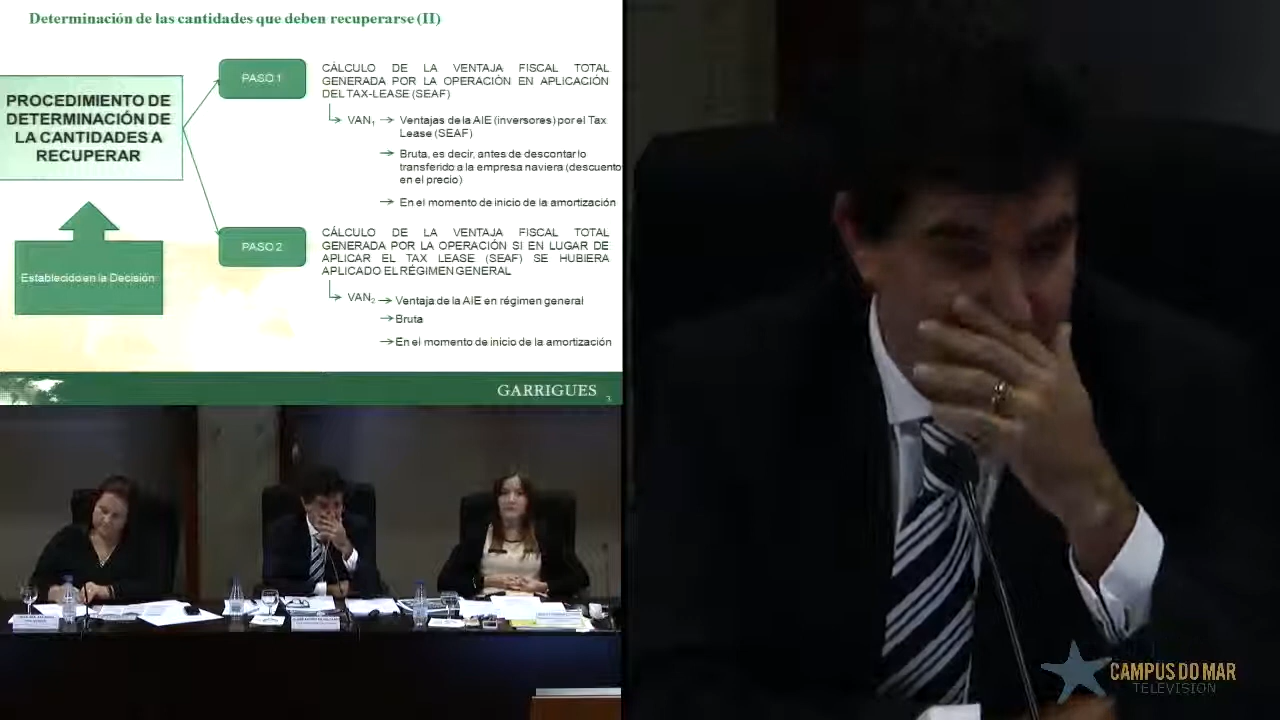 Determinación de las cantidades que deben recuperarse (II)
PROCEDIMIENTO DE
DETERMINACIÓN DE
LA CANTIDADES A
RECUPERAR
Establecido en la Decisión
PASO 1
CÁLCULO DE LA VENTAJA FISCAL TOTAL
GENERADA POR LA OPERACIÓN EN APLICACIÓN
DEL TAX-LEASE (SEAF)
VAN1
Ventajas de la AIE (inversores) por el Tax
Lease (SEAF)
Bruta, es decir, antes de descontar lo
transferido a la empresa naviera (descuento
en el precio)
En el momento de inicio de la amortización
PASO 2
CÁLCULO DE LA VENTAJA FISCAL TOTAL
GENERADA POR LA OPERACIÓN SI EN LUGAR DE
APLICAR EL TAX LEASE (SEAF) SE HUBIERA
APLICADO EL RÉGIMEN GENERAL
VAN2
Ventaja de la AIE en régimen general
Bruta
En el momento de inicio de la amortización
GARRIGUES
3
CAMPUS DO MAR
TELEVISION